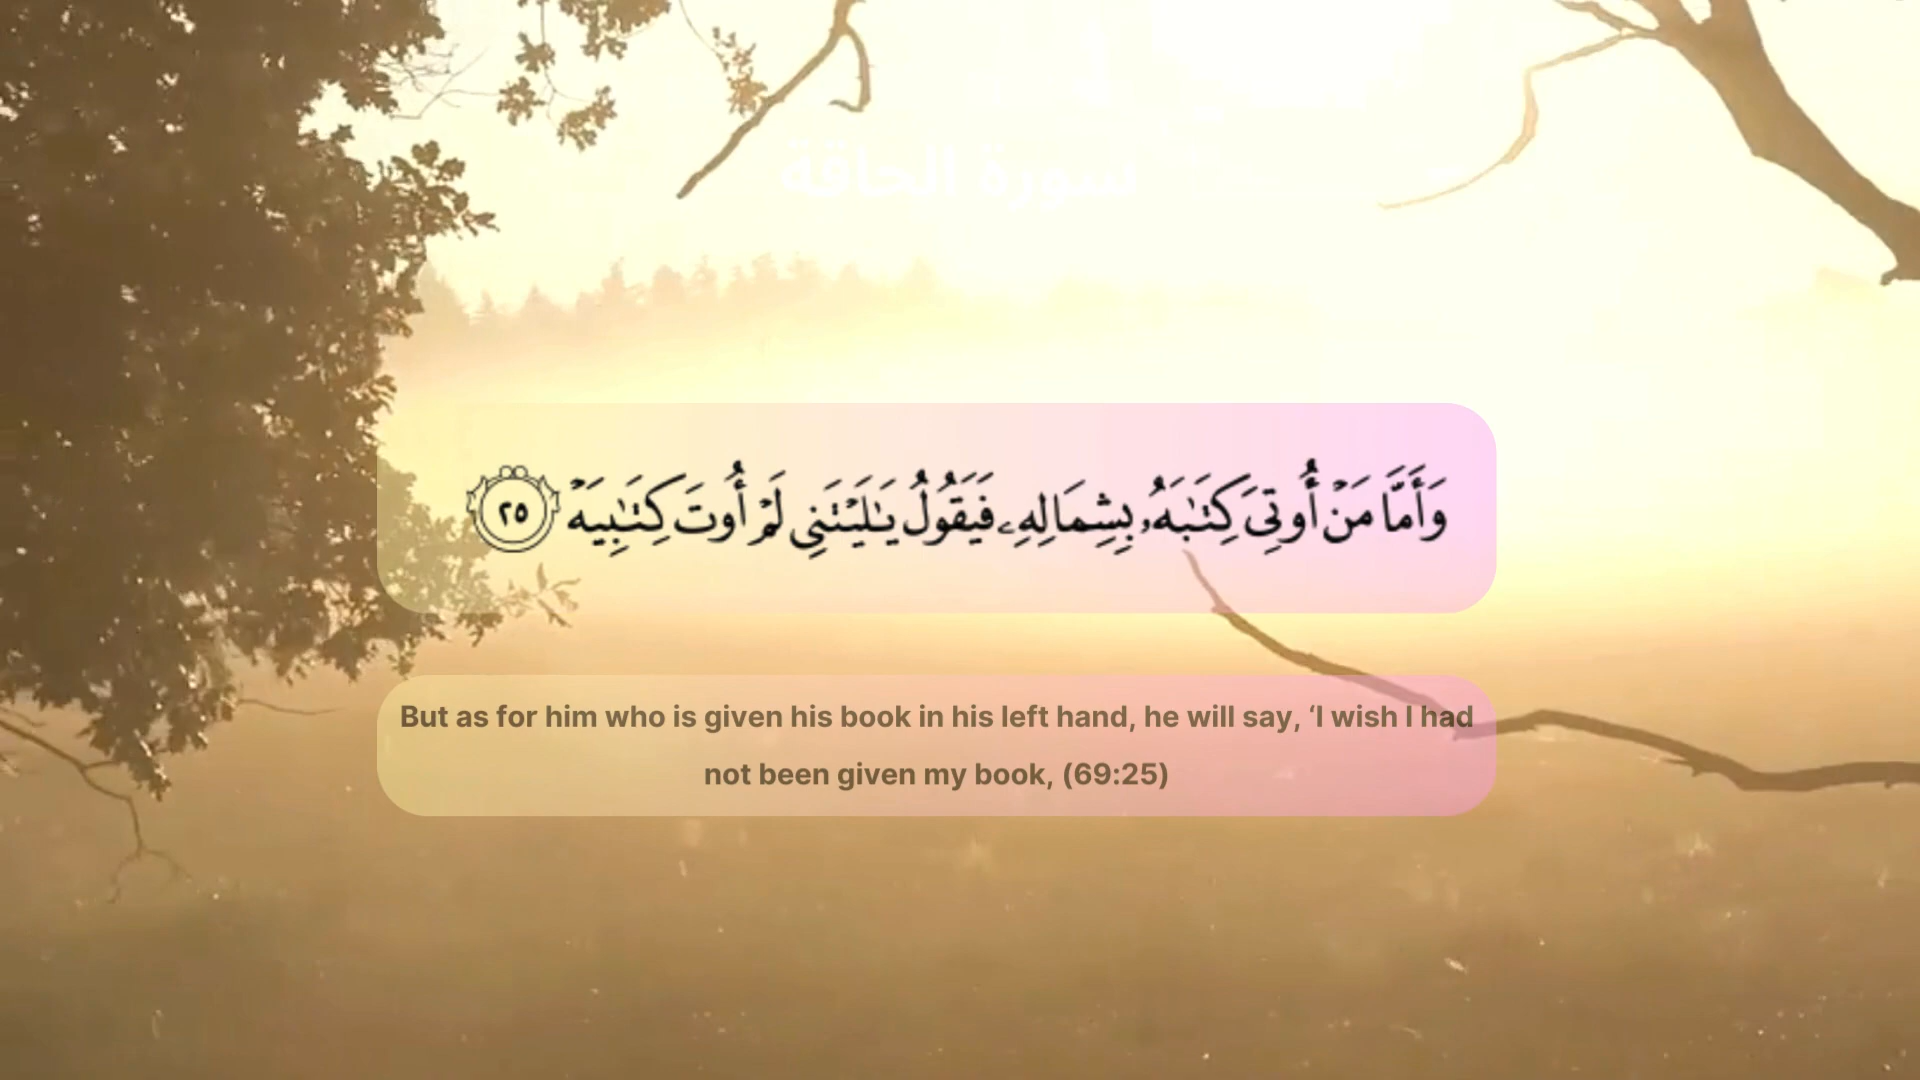 سورة الحاقة
وَأَمَّا مَنْ أُوتِىَ كِتَٰبَهُۥ بِشِمَالِهِۦ فَيَقُولُ يَٰلَيْتَنِى لَمْ أُوتَ كِتَٰبِيَهْ ٢٥
But as for him who is given his book in his left hand, he will say, ‘I wish I had
not been given my book, (69:25)